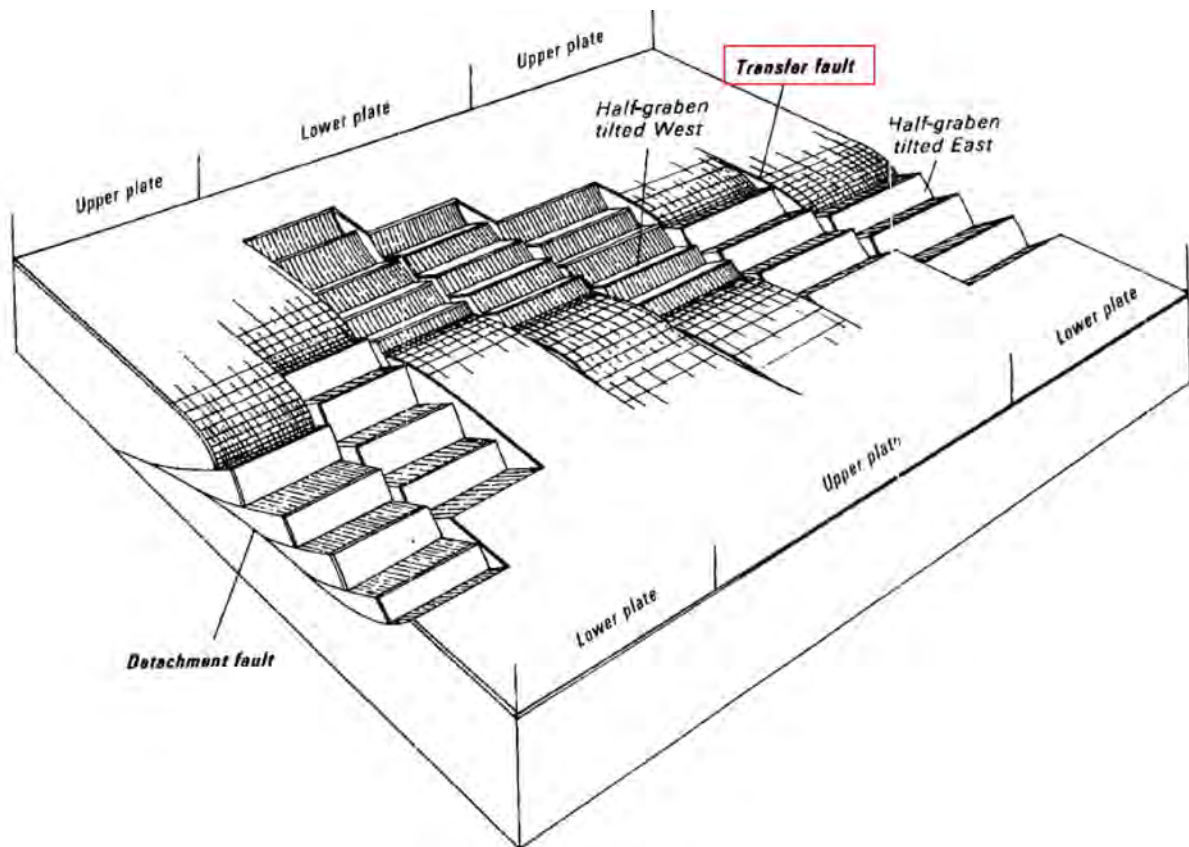 Upper plate
Transfer fault
Lower plate
Half-graben
tilted West
Half-graben
tilted East
Upper plate
Lower plate
Upper plath
Lower plate
Detachment fault